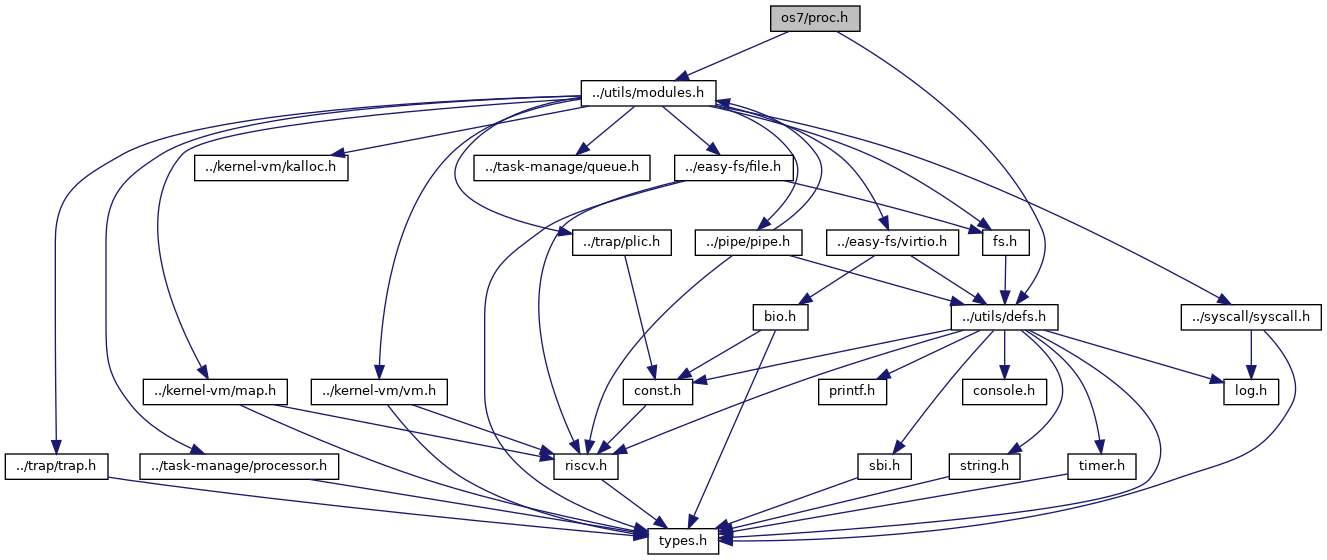 os7/proc.h
../utils/modules.h
../kernel-vm/kalloc.h
../task-manage/queue.h
../easy-fs/file.h
../trap/plic.h
../pipe/pipe.h
../easy-fs/virtio.h
fs.h
bio.h
../utils/defs.h
../syscall/syscall.h
../kernel-vm/map.h
../kernel-vm/vm.h
const.h
printf.h
console.h
log.h
../trap/trap.h
../task-manage/processor.h
riscv.h
sbi.h
string.h
timer.h
types.h